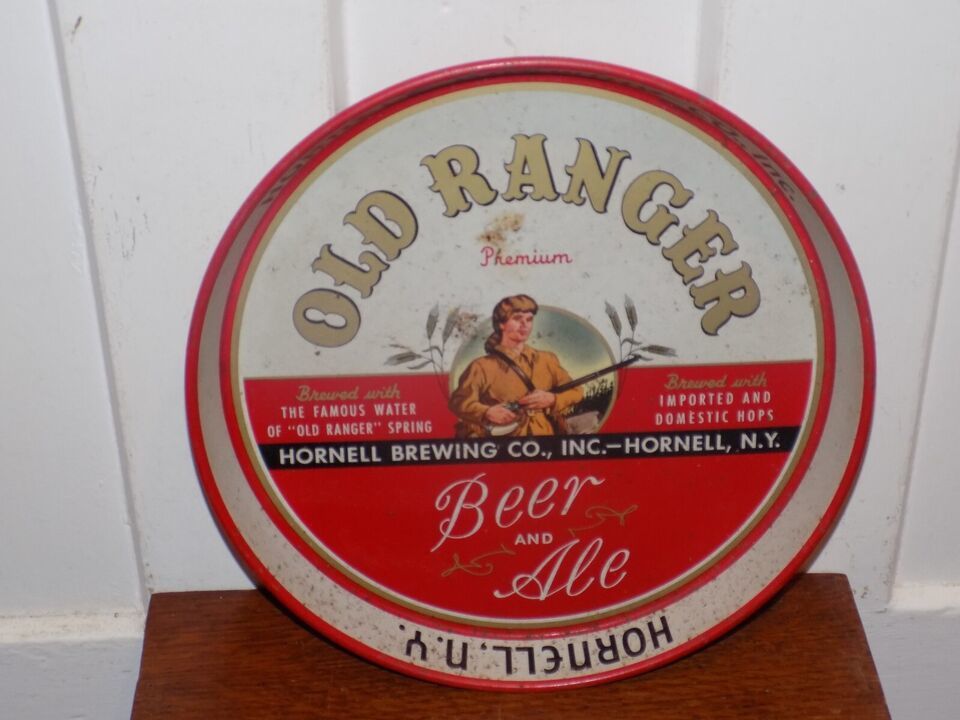 OLD RANGER
Premium
Brewed with
THE FAMOUS WATER
OF "OLD RANGER" SPRING
Brewed with
IMPORTED AND
DOMESTIC HOPS
HORNELL BREWING CO., INC.—HORNELL, N.Y.
Beer
AND
Ale
HORNELL, N.Y.